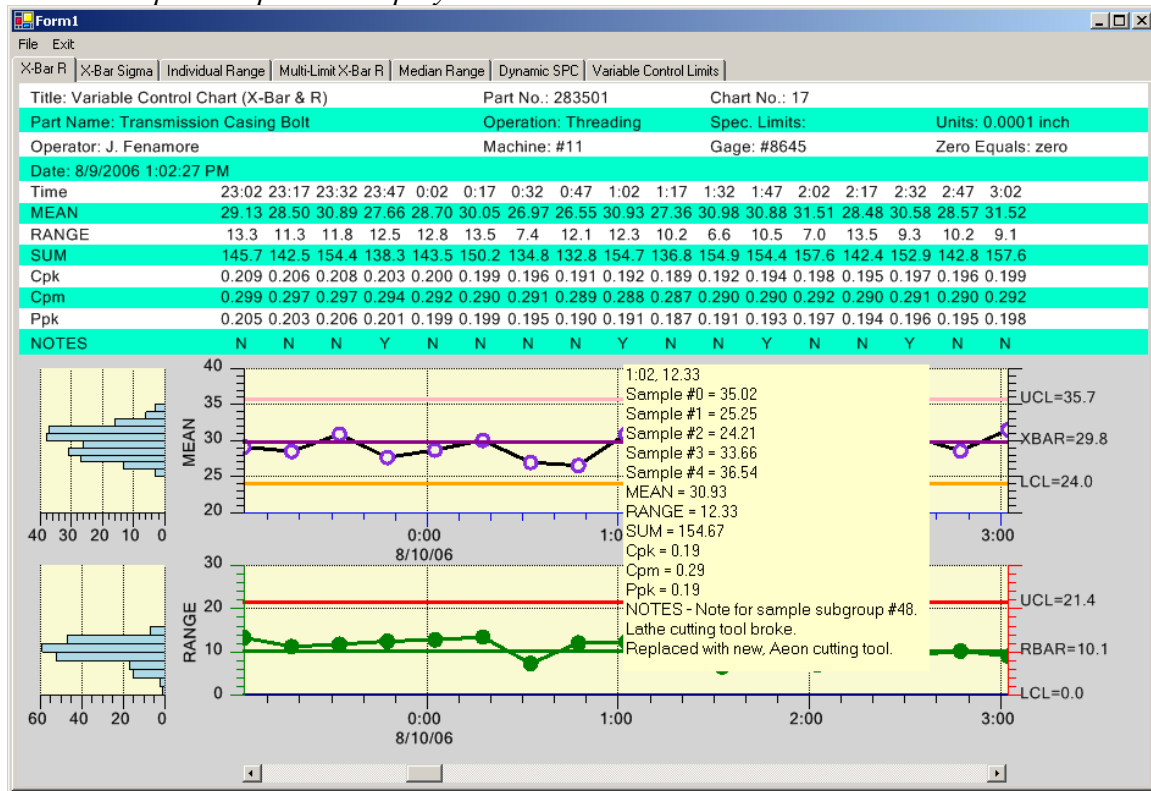 Form1
File Exit
X-Bar R X-Bar Sigma Individual Range Multi-Limit X-Bar R Median Range Dynamic SPC Variable Control Limits
Title: Variable Control Chart (X-Bar & R) Part No.: 283501 Chart No.: 17
Part Name: Transmission Casing Bolt Operation: Threading Spec. Limits: Units: 0.0001 inch
Operator: J. Fenamore Machine: #11 Gage: #8645 Zero Equals: zero
Date: 8/9/2006 1:02:27 PM
Time 23:02 23:17 23:32 23:47 0:02 0:17 0:32 0:47 1:02 1:17 1:32 1:47 2:02 2:17 2:32 2:47 3:02
MEAN 29.13 28.50 30.89 27.66 28.70 30.05 26.97 26.55 30.93 27.36 30.98 30.88 31.51 28.48 30.58 28.57 31.52
RANGE 13.3 11.3 11.8 12.5 12.8 13.5 7.4 12.1 12.3 10.2 6.6 10.5 7.0 13.5 9.3 10.2 9.1
SUM 145.7 142.5 154.4 138.3 143.5 150.2 134.8 132.8 154.7 136.8 154.9 154.4 157.6 142.4 152.9 142.8 157.6
Cpk 0.209 0.206 0.208 0.203 0.200 0.199 0.196 0.191 0.192 0.189 0.192 0.194 0.198 0.195 0.197 0.196 0.199
Cpm 0.299 0.297 0.297 0.294 0.292 0.290 0.291 0.289 0.288 0.287 0.290 0.290 0.292 0.290 0.291 0.290 0.292
Ppk 0.205 0.203 0.206 0.201 0.199 0.199 0.195 0.190 0.191 0.187 0.191 0.193 0.197 0.194 0.196 0.195 0.198
NOTES N N N Y N N N N Y N N Y N N Y N N
40
35
30
25
20
MEAN
40 30 20 10 0
0:00
8/10/06
1:0
3:00
UCL=35.7
XBAR=29.8
LCL=24.0
1:02, 12.33
Sample #0 = 35.02
Sample #1 = 25.25
Sample #2 = 24.21
Sample #3 = 33.66
Sample #4 = 36.54
MEAN = 30.93
RANGE = 12.33
SUM = 154.67
Cpk = 0.19
Cpm = 0.29
Ppk = 0.19
NOTES - Note for sample subgroup #48.
Lathe cutting tool broke.
Replaced with new, Aeon cutting tool.
30
20
10
0
RANGE
60 40 20 0
0:00
8/10/06
1:00
2:00
3:00
UCL=21.4
RBAR=10.1
LCL=0.0